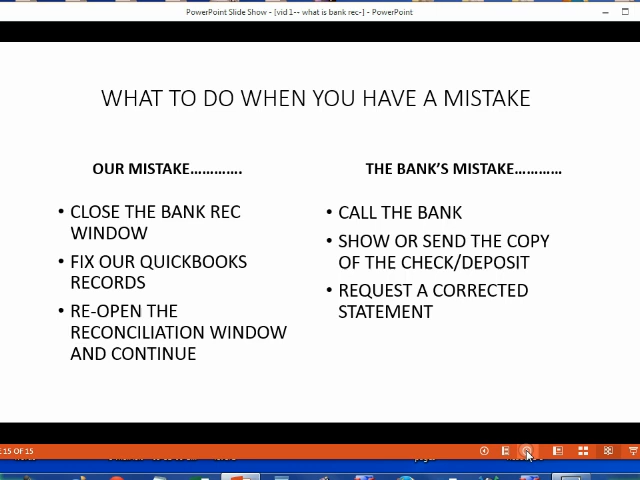 PowerPoint Slide Show - [vid 1-- what is bank rec-] - PowerPoint
WHAT TO DO WHEN YOU HAVE A MISTAKE
OUR MISTAKE………….
• CLOSE THE BANK REC
WINDOW
• FIX OUR QUICKBOOKS
RECORDS
• RE-OPEN THE
RECONCILIATION WINDOW
AND CONTINUE
THE BANK’S MISTAKE…………
• CALL THE BANK
• SHOW OR SEND THE COPY
OF THE CHECK/DEPOSIT
• REQUEST A CORRECTED
STATEMENT
15 OF 15